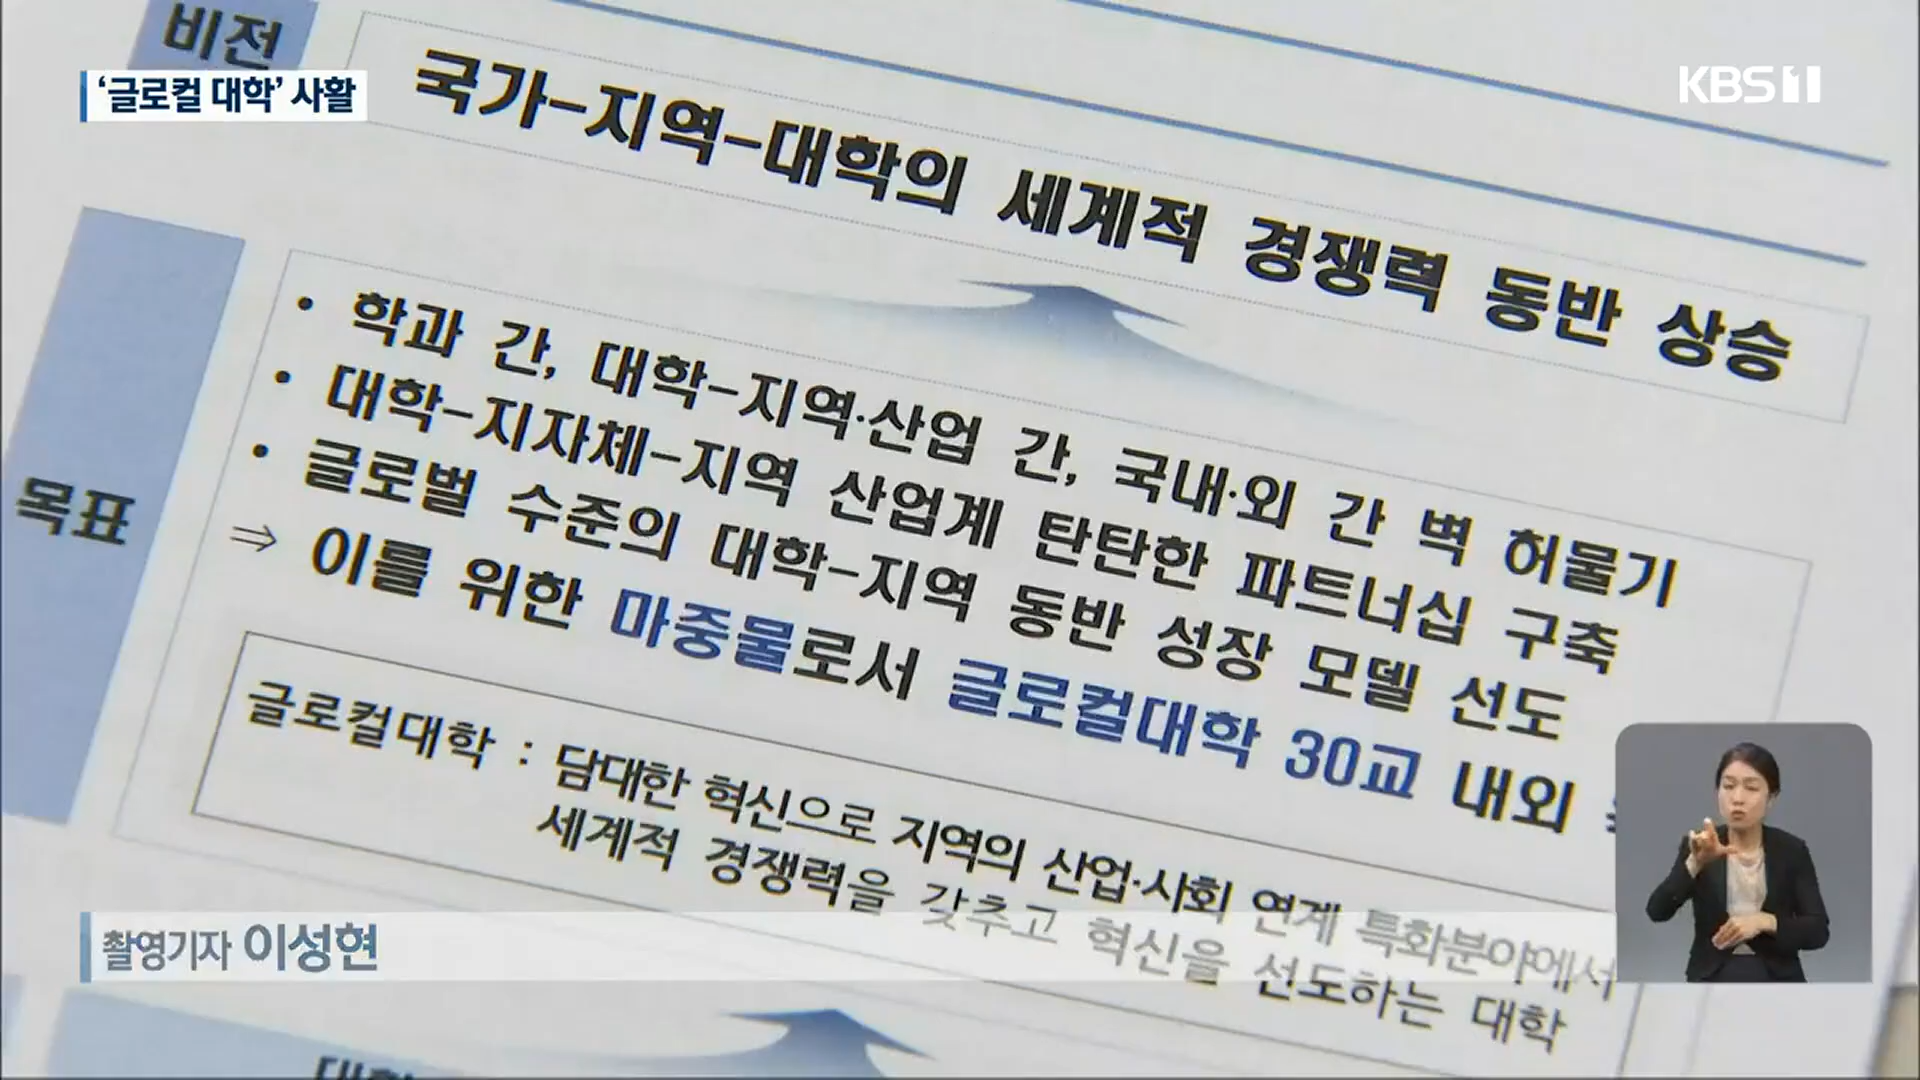 비전
‘글로컬 대학’ 사활
KBS 1
국가-지역-대학의 세계적 경쟁력 동반 상승
목표
• 학과 간, 대학-지역·산업 간, 국내·외 간 벽 허물기
• 대학-지자체-지역 산업계 탄탄한 파트너십 구축
• 글로벌 수준의 대학-지역 동반 성장 모델 선도
⇒ 이를 위한 마중물로서 글로컬대학 30교 내외
글로컬대학 : 담대한 혁신으로 지역의 산업·사회 연계 특화분야에서
세계적 경쟁력을 갖추고 혁신을 선도하는 대학
촬영기자 이성현